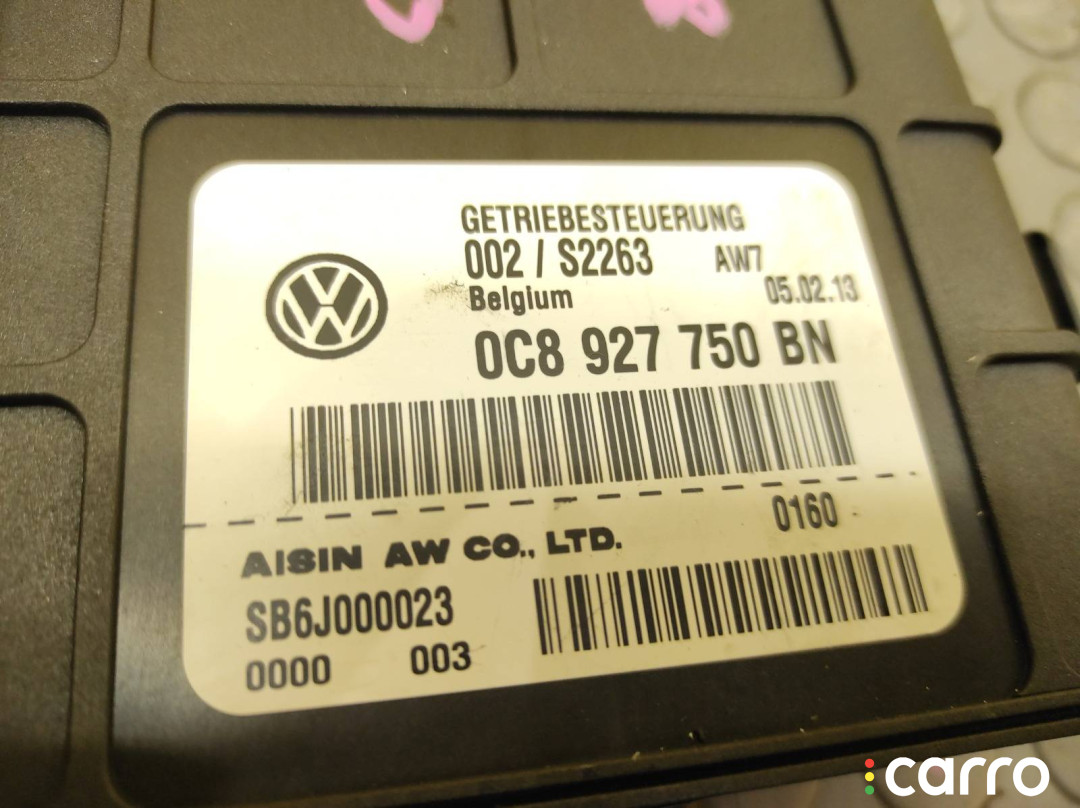 GETRIEBESTEUERUNG
002 / S2263 AW7
Belgium 05.02.13
0C8 927 750 BN
0160
AISIN AW CO., LTD.
SB6J000023
0000 003
carro